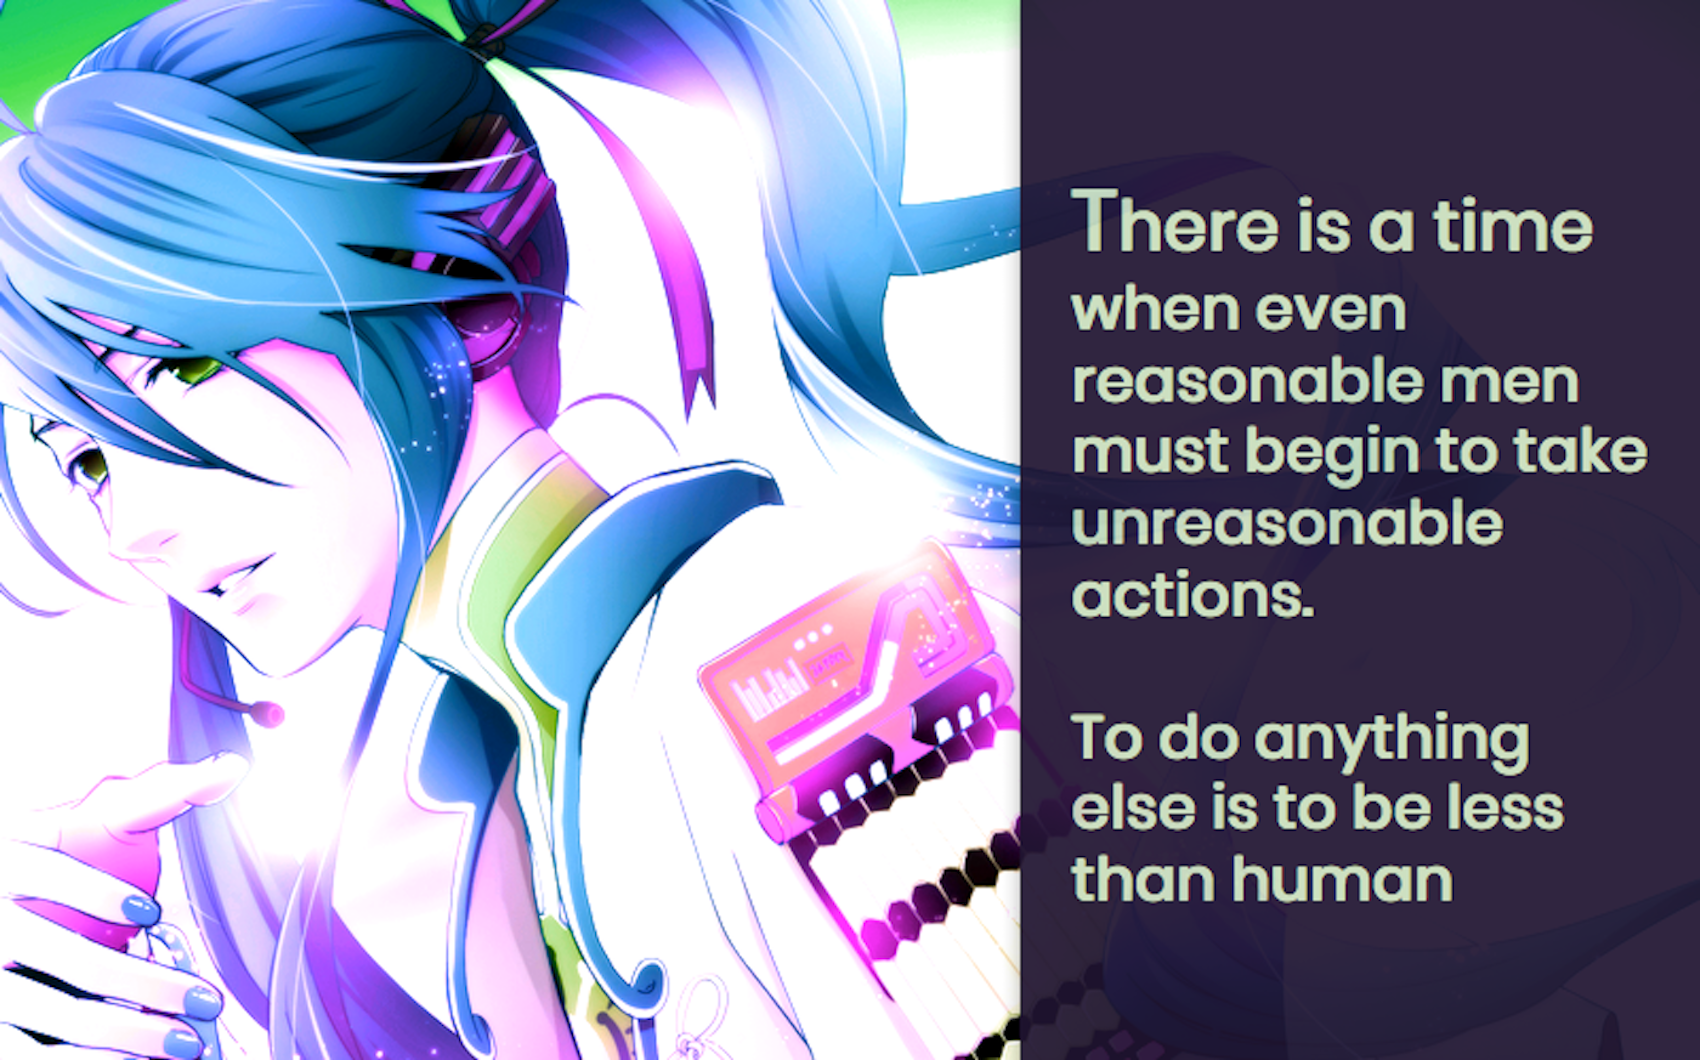 There is a time
when even
reasonable men
must begin to take
unreasonable
actions.
To do anything
else is to be less
than human